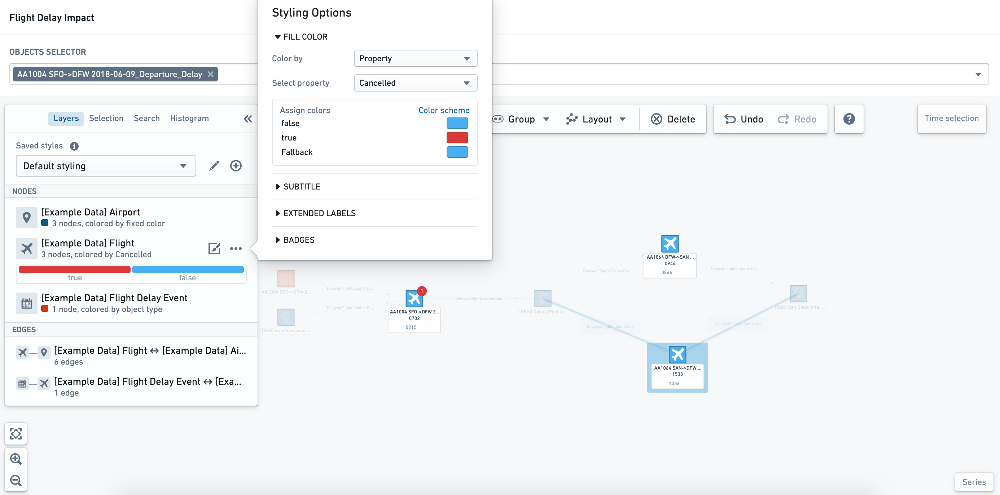 Flight Delay Impact
OBJECTS SELECTOR
AA1004 SFO->DFW 2018-06-09_Departure_Delay
Styling Options
FILL COLOR
Color by
Property
Select property
Cancelled
Assign colors
Color scheme
false
true
Fallback
SUBTITLE
EXTENDED LABELS
BADGES
Group
Layout
Delete
Undo
Redo
Time selection
Layers
Selection
Search
Histogram
Saved styles
Default styling
NODES
[Example Data] Airport
3 nodes, colored by fixed color
[Example Data] Flight
3 nodes, colored by Cancelled
true
false
[Example Data] Flight Delay Event
1 node, colored by object type
EDGES
[Example Data] Flight ↔ [Example Data] Ai...
6 edges
[Example Data] Flight Delay Event ↔ [Exa...
1 edge
AA1004 SFO->DFW 2...
[SFO] San Francisco ...
Delayed Flights Same Day
Delayed Flights Same Day
1
AA1004 SFO->DFW 2...
0732
0215
Delayed Flights Same Day
[DFW] Dallas/Fort W...
Delayed Flights Same Day
AA1064 DFW->SAN ...
0944
0844
Delayed Flights Same Day
[SAN] San Diego Inte...
Delayed Flights Same Day
Delayed Flights Same Day
AA1064 SAN->DFW ...
1538
1036
Series